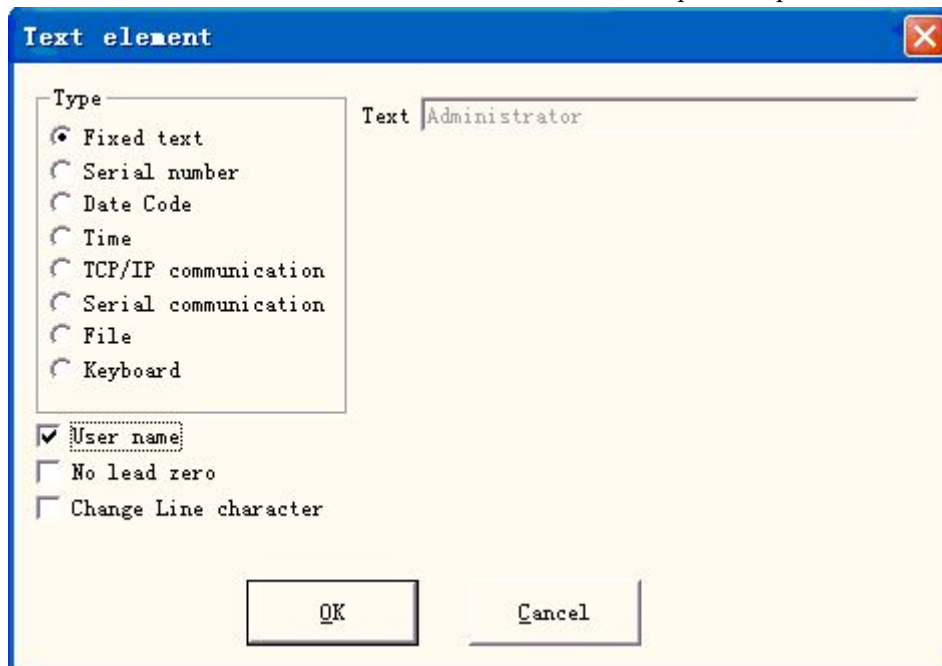 Text element
Type
Fixed text
Serial number
Date Code
Time
TCP/IP communication
Serial communication
File
Keyboard
Text Administrator
User name
No lead zero
Change Line character
OK Cancel